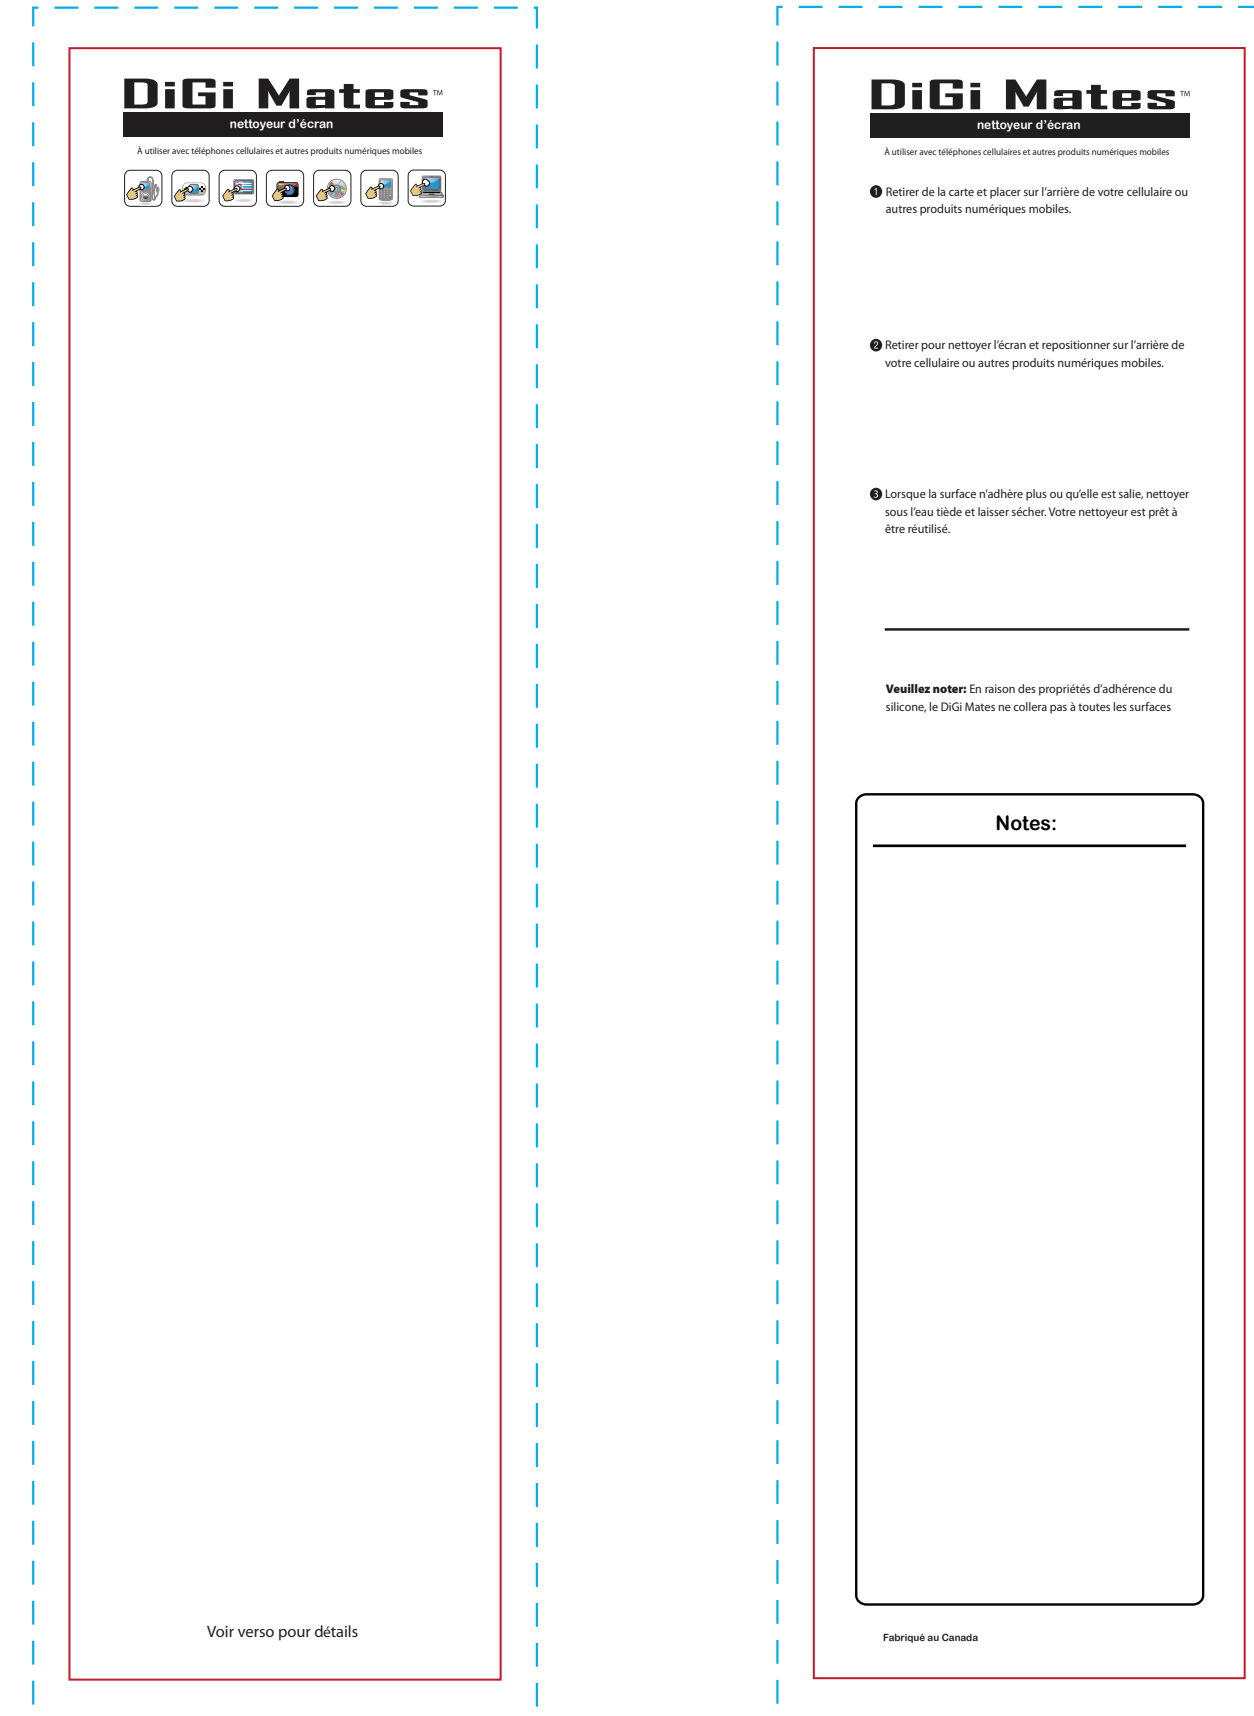 DiGi Mates™
nettoyeur d'écran
À utiliser avec téléphones cellulaires et autres produits numériques mobiles
Voir verso pour détails
DiGi Mates™
nettoyeur d'écran
À utiliser avec téléphones cellulaires et autres produits numériques mobiles
❶ Retirer de la carte et placer sur l'arrière de votre cellulaire ou
autres produits numériques mobiles.
❷ Retirer pour nettoyer l'écran et repositionner sur l'arrière de
votre cellulaire ou autres produits numériques mobiles.
❸ Lorsque la surface n'adhère plus ou qu'elle est salie, nettoyer
sous l'eau tiède et laisser sécher. Votre nettoyeur est prêt à
être réutilisé.
Veuillez noter: En raison des propriétés d'adhérence du
silicone, le DiGi Mates ne collera pas à toutes les surfaces
Notes:
Fabriqué au Canada